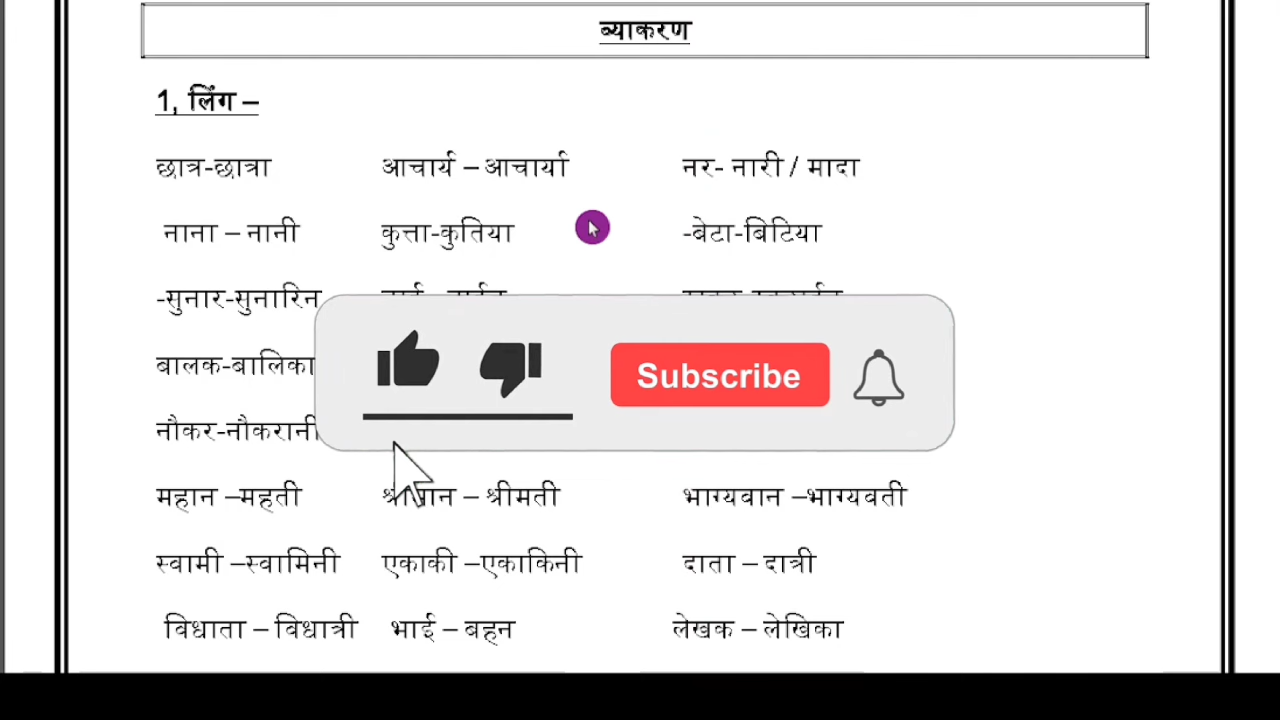 व्याकरण
1, लिंग –
छात्र-छात्रा आचार्य – आचार्या नर- नारी / मादा
नाना – नानी कुत्ता-कुतिया -बेटा-बिटिया
-सुनार-सुनारिन
बालक-बालिका
Subscribe
नौकर-नौकरानी
महान –महती श्रीमान – श्रीमती भाग्यवान –भाग्यवती
स्वामी –स्वामिनी एकाकी –एकाकिनी दाता – दात्री
विधाता – विधात्री भाई – बहन लेखक – लेखिका